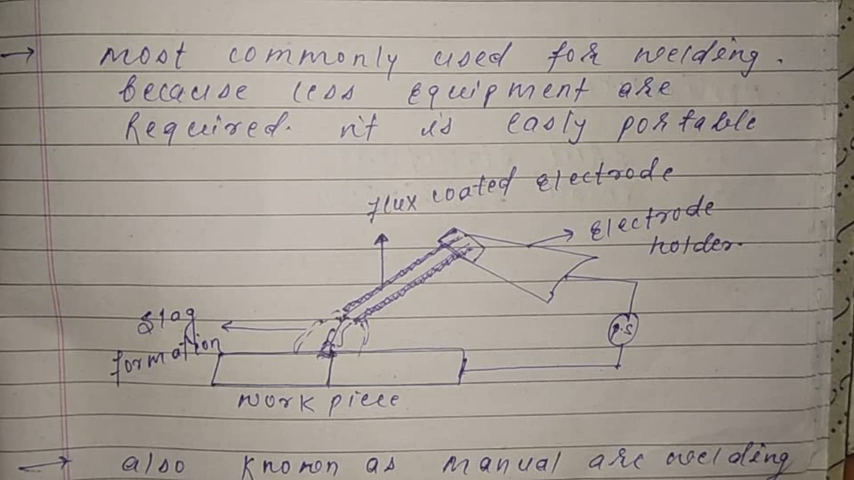 most commonly used for welding.
because less equipment are
required. it is easly portable
flux coated electrode
electrode
holder.
slag
formation
P.S
work piece
also known as manual arc welding